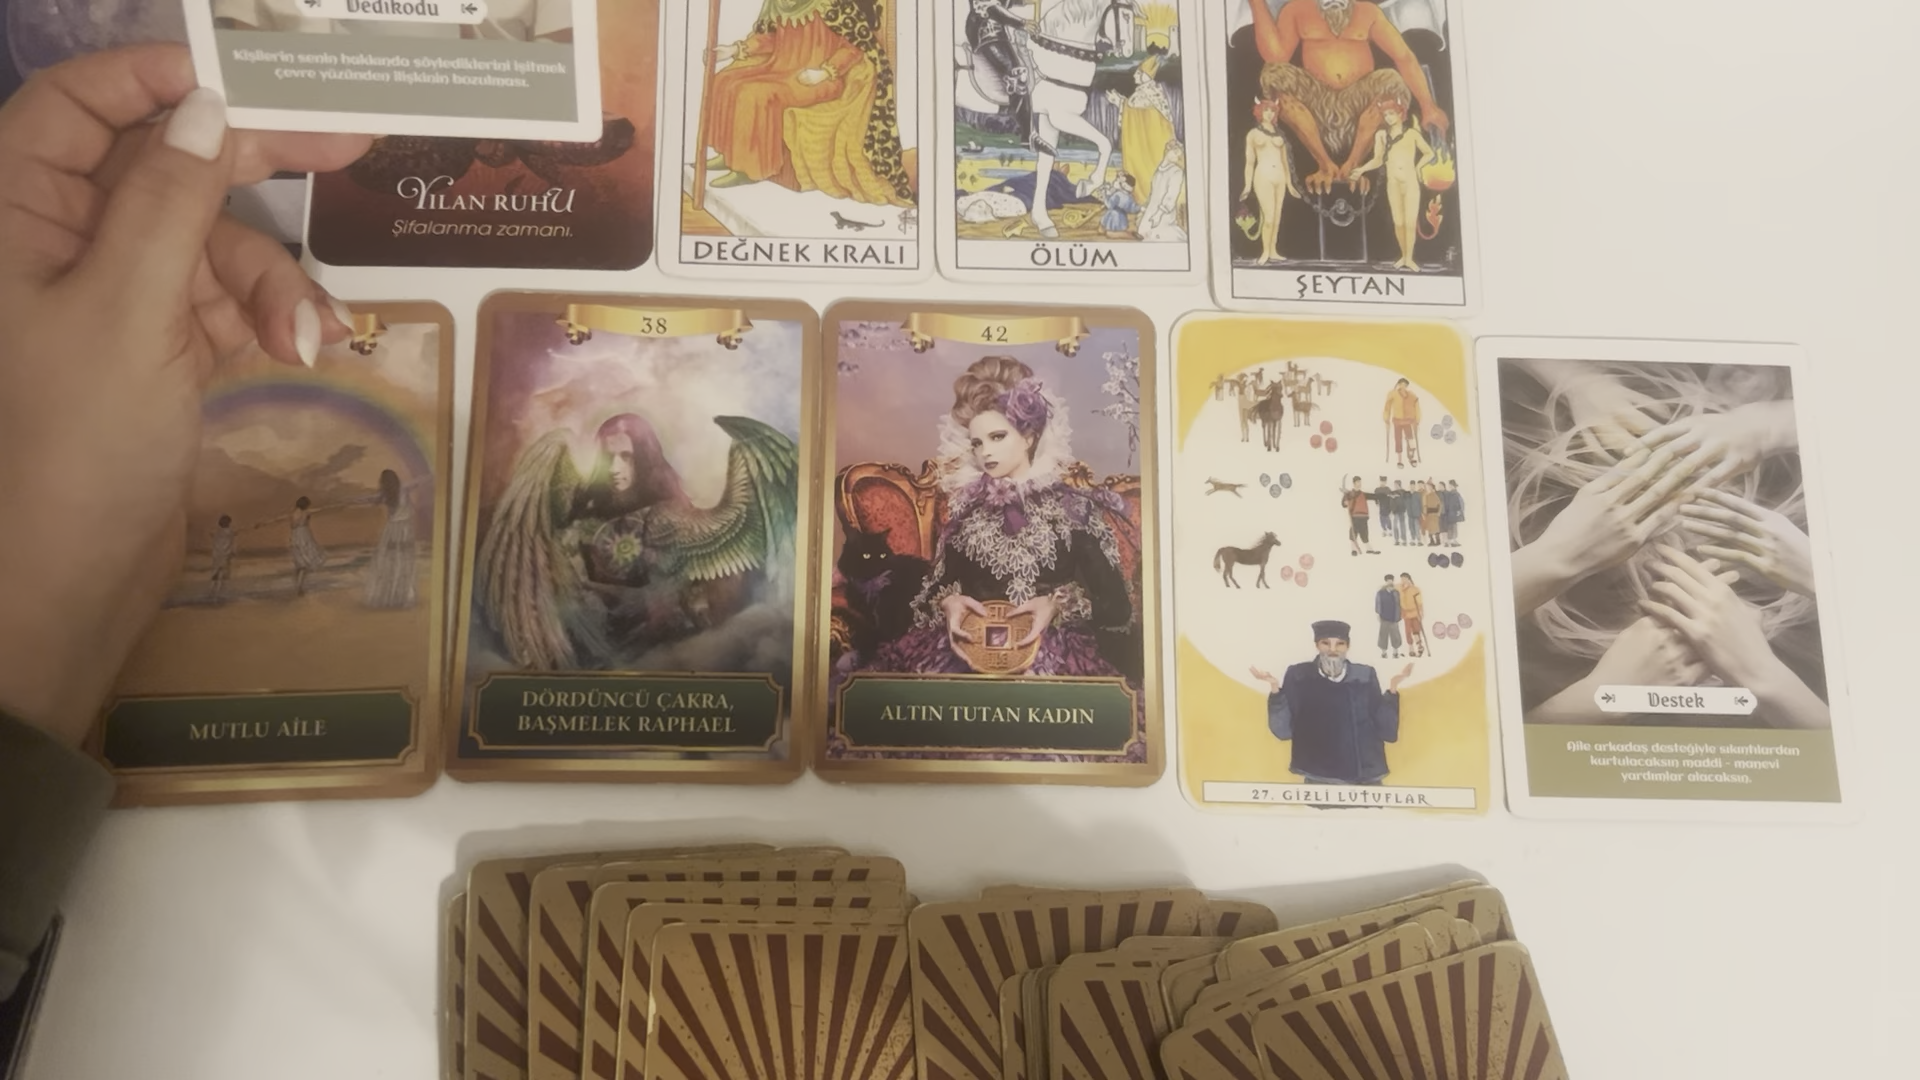 Dedikodu
Kişilerin senin hakkında söylediklerini işitmek
çevre yüzünden ilişkinin bozulması.
YILAN RUHU
Şifalanma zamanı.
DEĞNEK KRALI
ÖLÜM
ŞEYTAN
MUTLU AİLE
38
DÖRDÜNCÜ ÇAKRA,
BAŞMELEK RAPHAEL
42
ALTIN TUTAN KADIN
27. GİZLİ LÜTUFLAR
Destek
Aile arkadaş desteğiyle sıkıntılardan
kurtulacaksın maddi - manevi
yardımlar alacaksın.